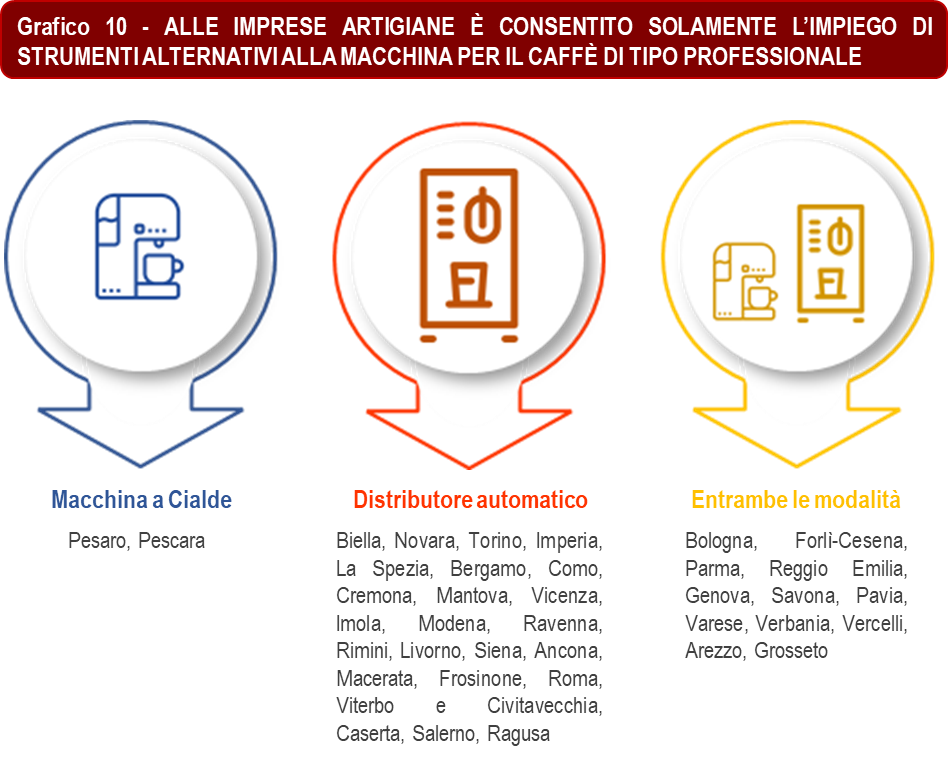 Grafico 10 - ALLE IMPRESE ARTIGIANE È CONSENTITO SOLAMENTE L'IMPIEGO DI
STRUMENTI ALTERNATIVI ALLA MACCHINA PER IL CAFFÈ DI TIPO PROFESSIONALE
Macchina a Cialde
Pesaro, Pescara
Distributore automatico
Biella, Novara, Torino, Imperia,
La Spezia, Bergamo, Como,
Cremona, Mantova, Vicenza,
Imola, Modena, Ravenna,
Rimini, Livorno, Siena, Ancona,
Macerata, Frosinone, Roma,
Viterbo e Civitavecchia,
Caserta, Salerno, Ragusa
Entrambe le modalità
Bologna, Forlì-Cesena,
Parma, Reggio Emilia,
Genova, Savona, Pavia,
Varese, Verbania, Vercelli,
Arezzo, Grosseto